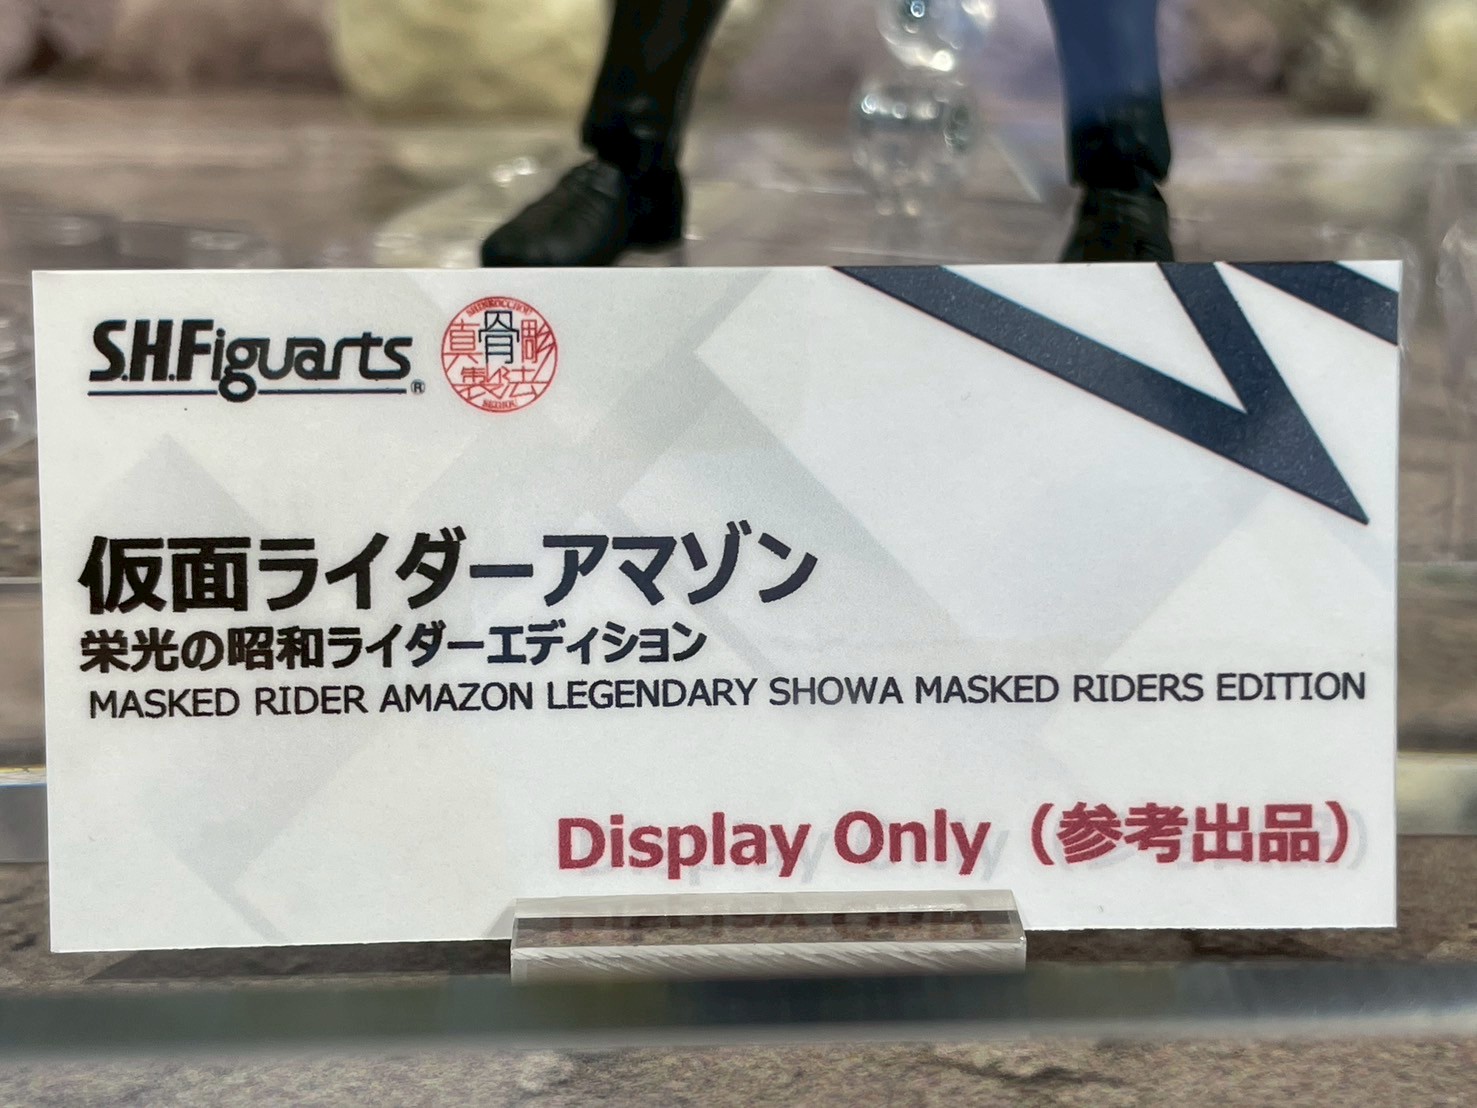 S.H.Figuarts®
SHINKOCCHOU
真骨彫
製法
SEIHOU
仮面ライダーアマゾン
栄光の昭和ライダーエディション
MASKED RIDER AMAZON LEGENDARY SHOWA MASKED RIDERS EDITION
Display Only（参考出品）